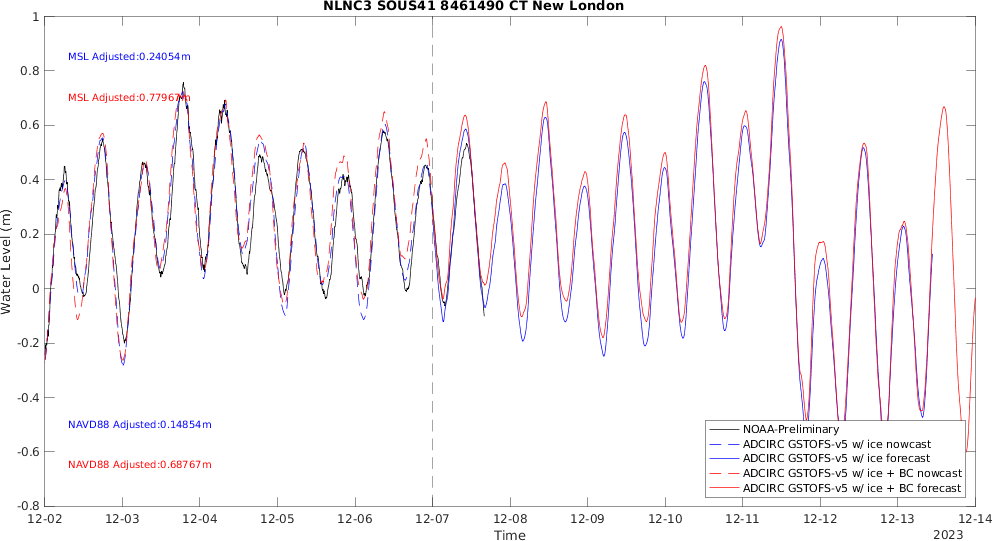 NLNC3 SOUS41 8461490 CT New London
1
0.8
0.6
0.4
0.2
0
-0.2
-0.4
-0.6
-0.8
Water Level (m)
MSL Adjusted:0.24054m
MSL Adjusted:0.77967m
NAVD88 Adjusted:0.14854m
NAVD88 Adjusted:0.68767m
NOAA-Preliminary
ADCIRC GSTOFS-v5 w/ ice nowcast
ADCIRC GSTOFS-v5 w/ ice forecast
ADCIRC GSTOFS-v5 w/ ice + BC nowcast
ADCIRC GSTOFS-v5 w/ ice + BC forecast
12-02 12-03 12-04 12-05 12-06 12-07 12-08 12-09 12-10 12-11 12-12 12-13 12-14
Time
2023